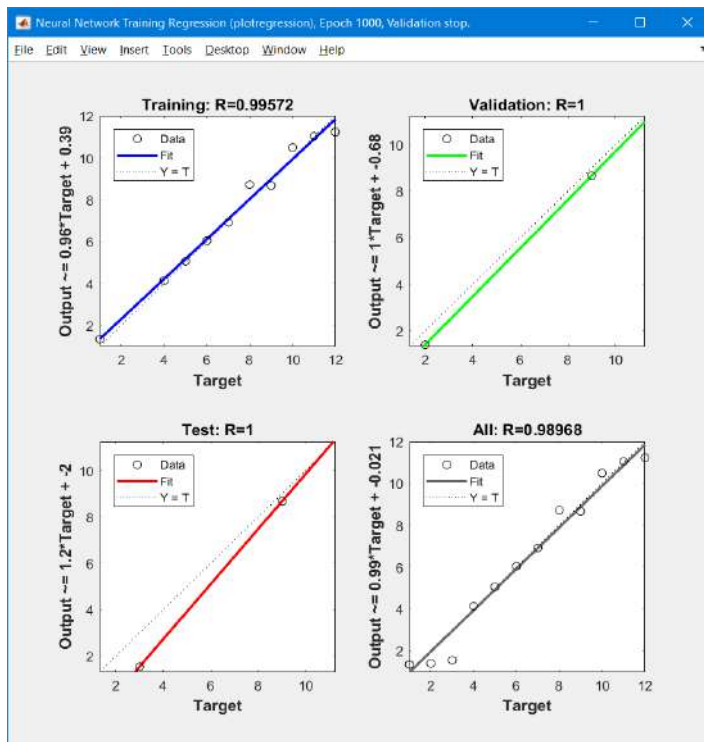 Neural Network Training Regression (plotregression), Epoch 1000, Validation stop.
File Edit View Insert Tools Desktop Window Help
Training: R=0.99572
Output ~= 0.96*Target + 0.39
Data
Fit
Y = T
12
10
8
6
4
2
2 4 6 8 10 12
Target
Validation: R=1
Output ~= 1*Target + -0.68
Data
Fit
Y = T
10
8
6
4
2
2 4 6 8 10
Target
Test: R=1
Output ~= 1.2*Target + -2
Data
Fit
Y = T
10
8
6
4
2
2 4 6 8 10
Target
All: R=0.98968
Output ~= 0.99*Target + -0.021
Data
Fit
Y = T
12
10
8
6
4
2
2 4 6 8 10 12
Target